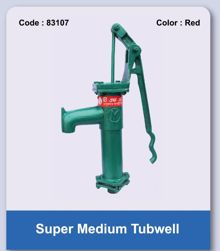 Code : 83107
Color : Red
Super Medium Tubwell